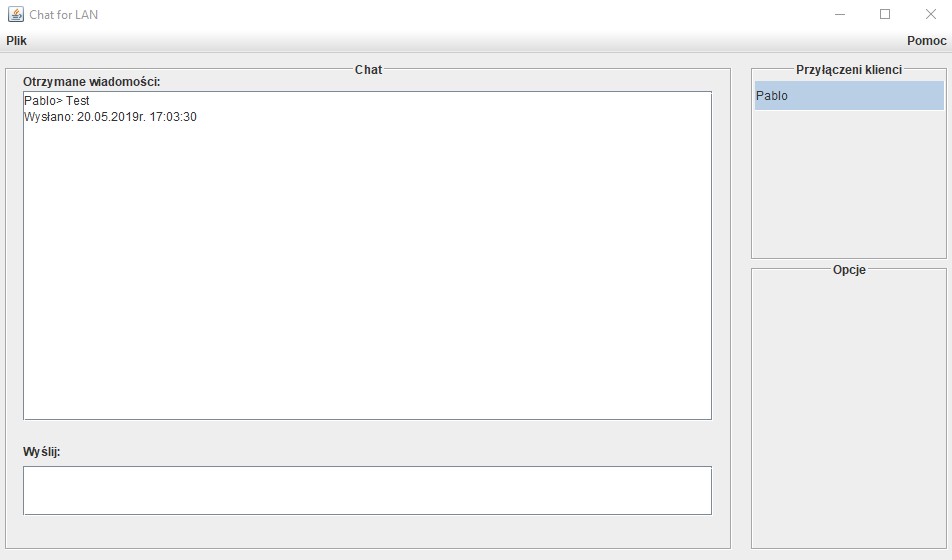 Chat for LAN
Plik
Pomoc
Chat
Otrzymane wiadomości:
Pablo> Test
Wysłano: 20.05.2019r. 17:03:30
Wyślij:
Przyłączeni klienci
Pablo
Opcje